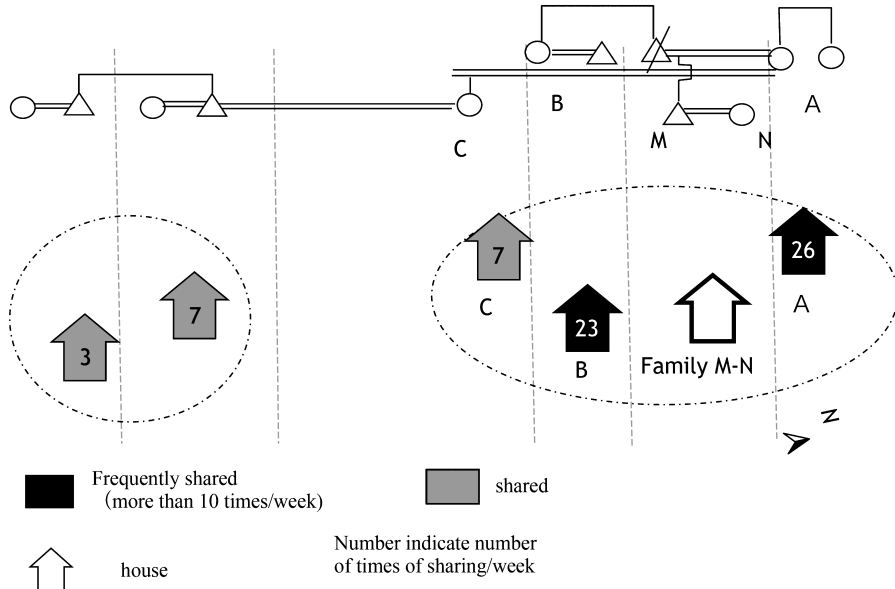 B
A
C
M
N
7
26
7
C
23
A
3
B
Family M-N
N
Frequently shared
（more than 10 times/week)
shared
Number indicate number
of times of sharing/week
house